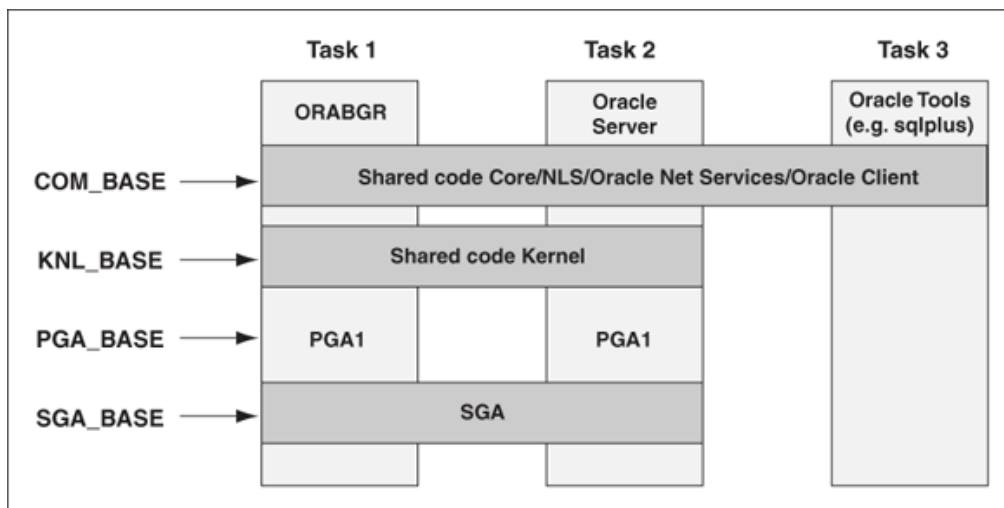 Task 1
Task 2
Task 3
ORABGR
Oracle
Server
Oracle Tools
(e.g. sqlplus)
COM_BASE
Shared code Core/NLS/Oracle Net Services/Oracle Client
KNL_BASE
Shared code Kernel
PGA_BASE
PGA1
PGA1
SGA_BASE
SGA